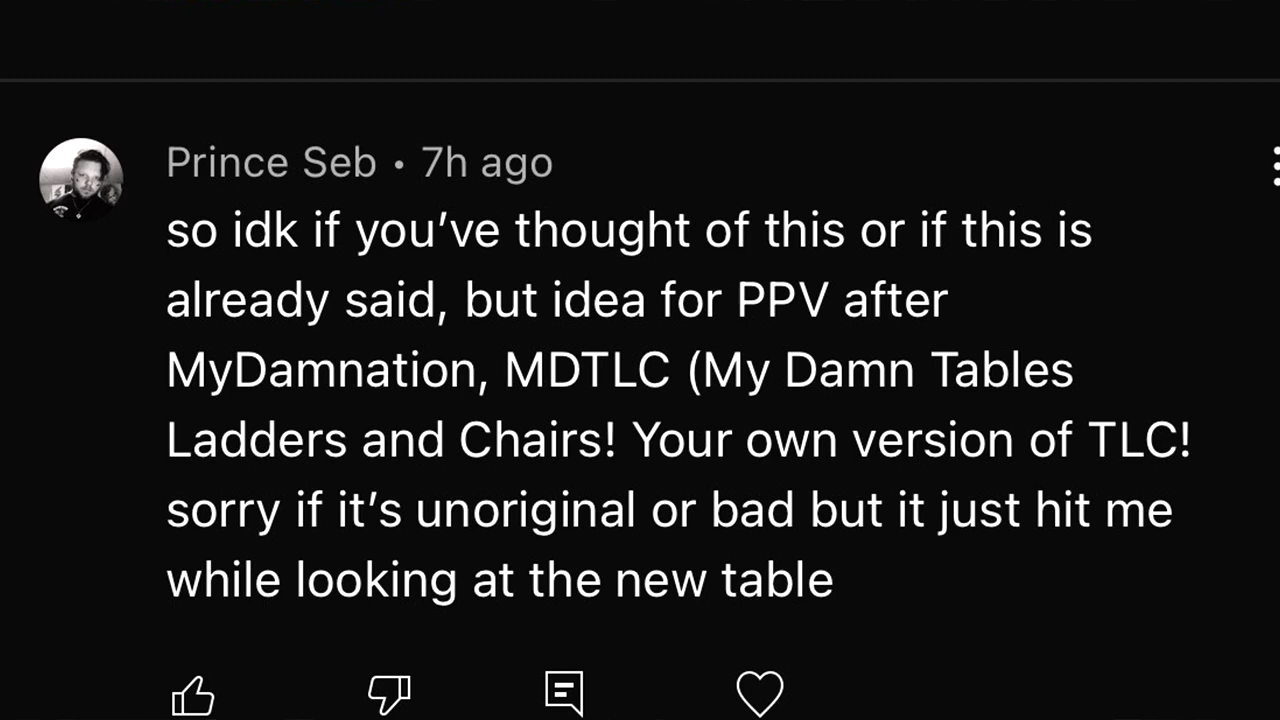 Prince Seb • 7h ago
so idk if you’ve thought of this or if this is
already said, but idea for PPV after
MyDamnation, MDTLC (My Damn Tables
Ladders and Chairs! Your own version of TLC!
sorry if it’s unoriginal or bad but it just hit me
while looking at the new table